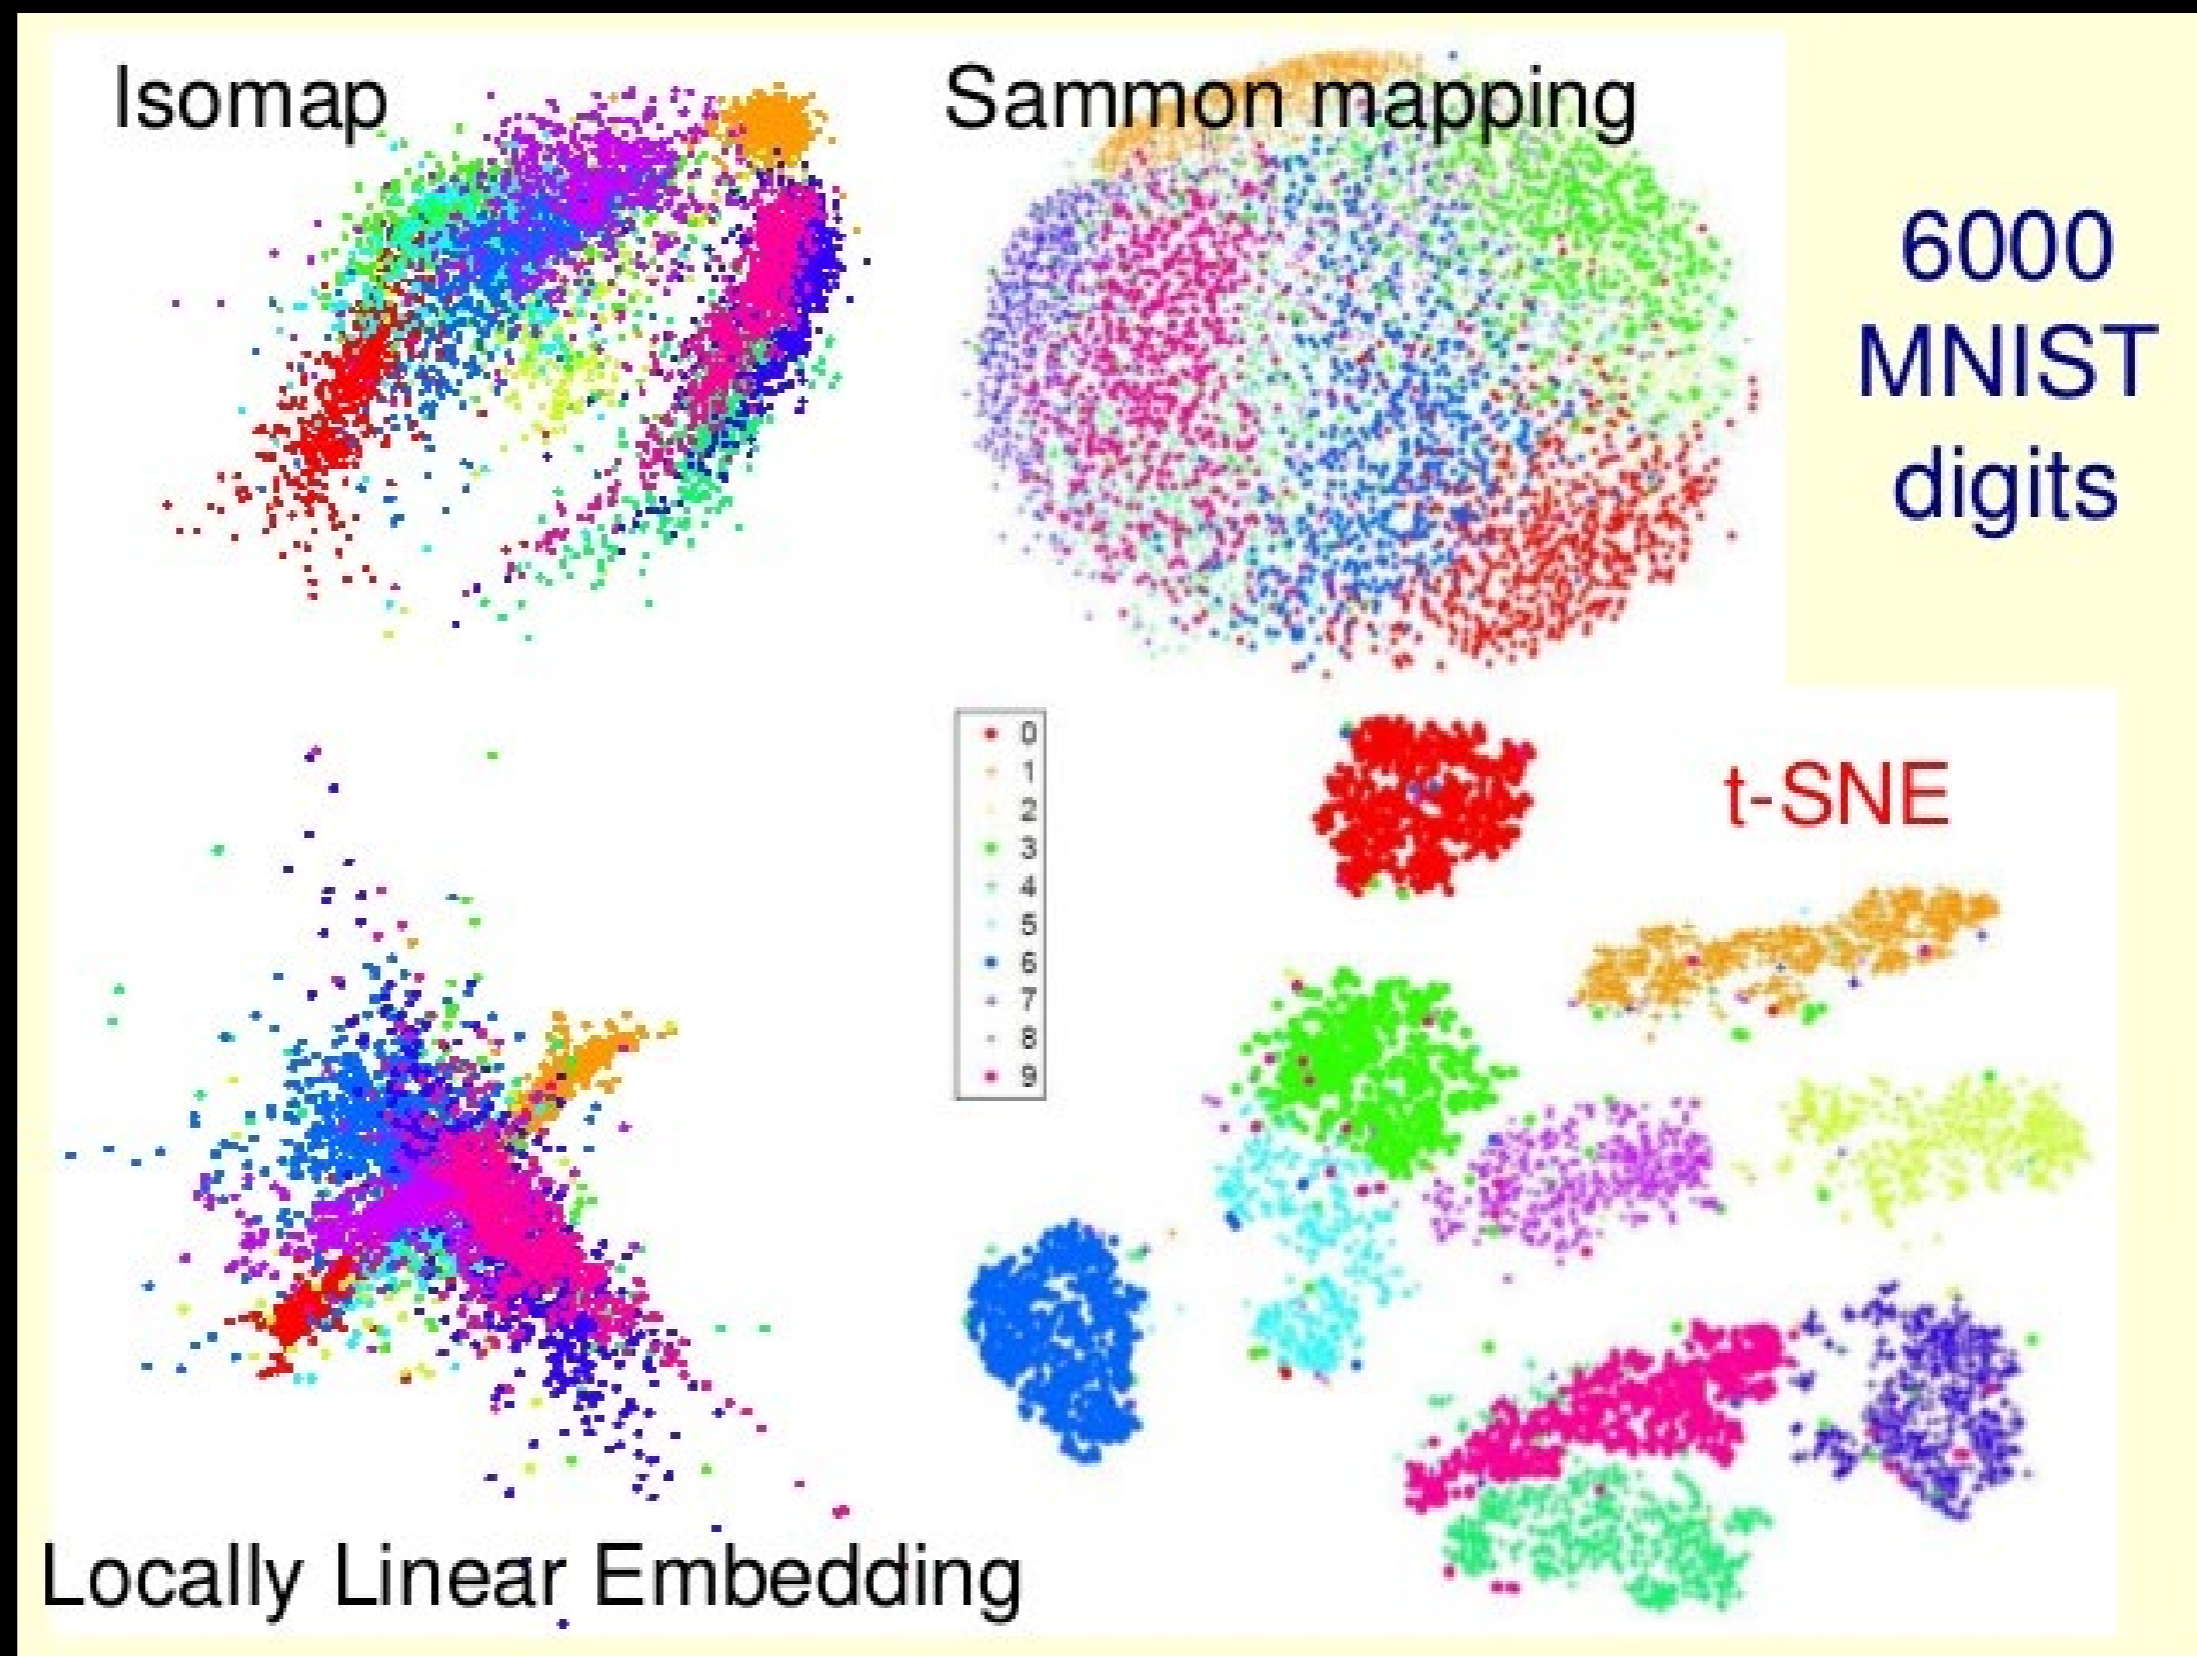 Isomap
Sammon mapping
6000
MNIST
digits
0
1
2
3
4
5
6
7
8
9
t-SNE
Locally Linear Embedding